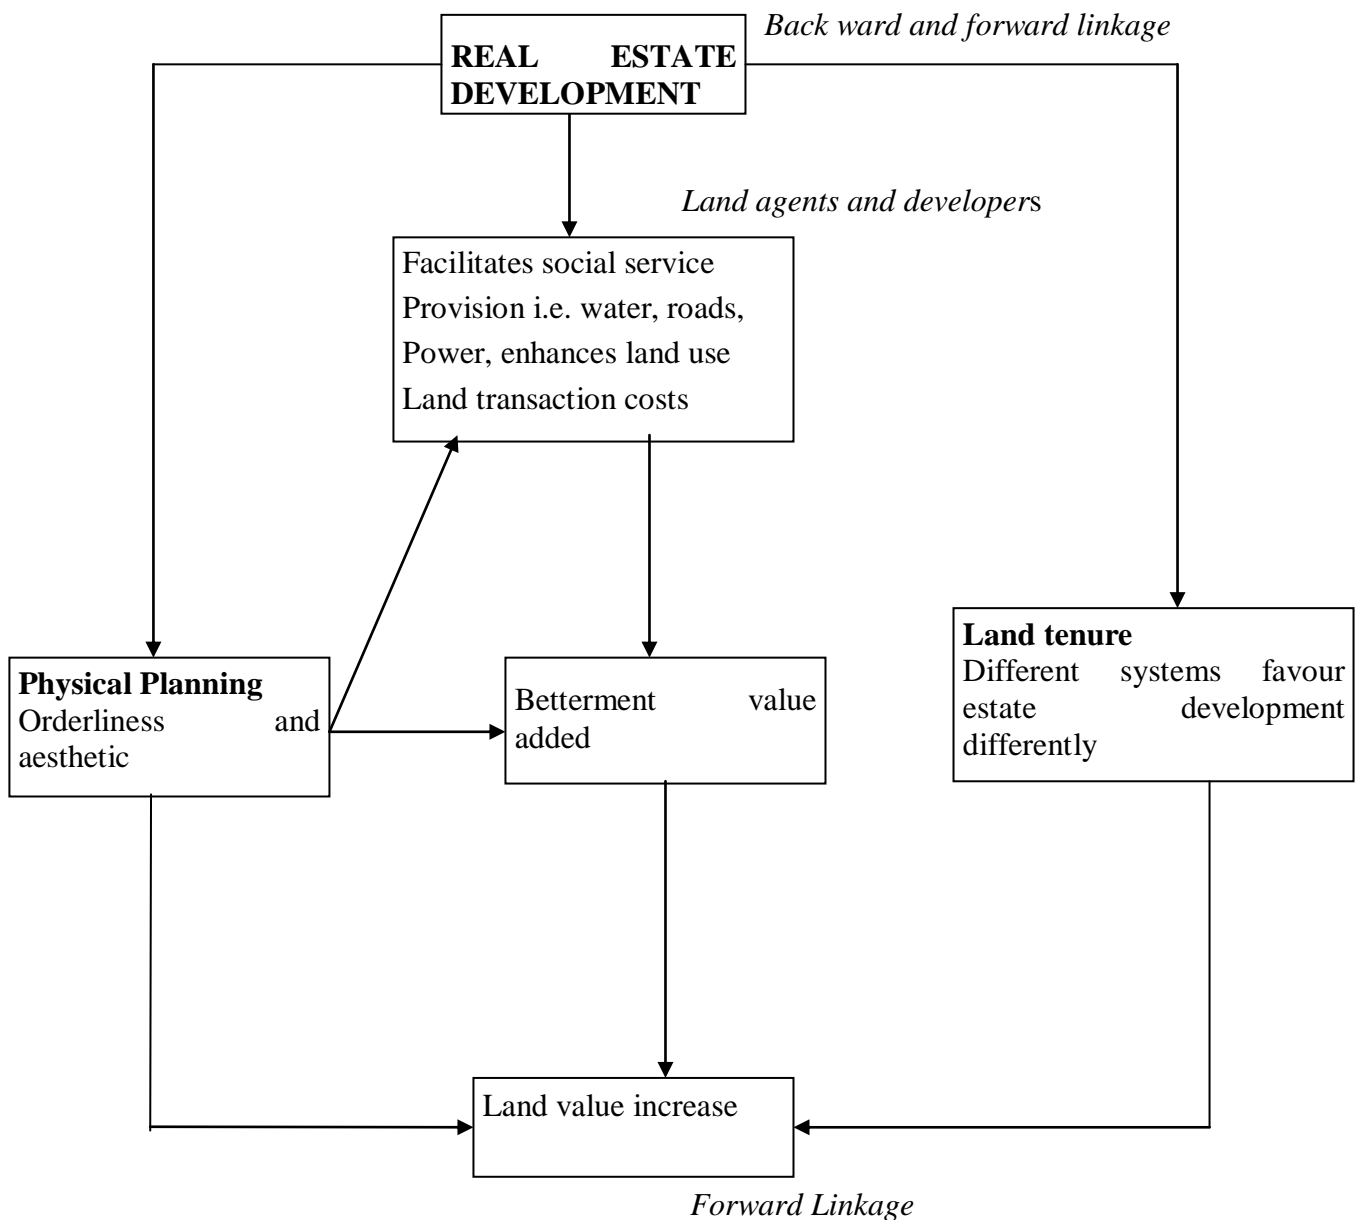 Back ward and forward linkage
REAL ESTATE
DEVELOPMENT
Land agents and developers
Facilitates social service
Provision i.e. water, roads,
Power, enhances land use
Land transaction costs
Physical Planning
Orderliness and
aesthetic
Betterment value
added
Land tenure
Different systems favour
estate development
differently
Land value increase
Forward Linkage